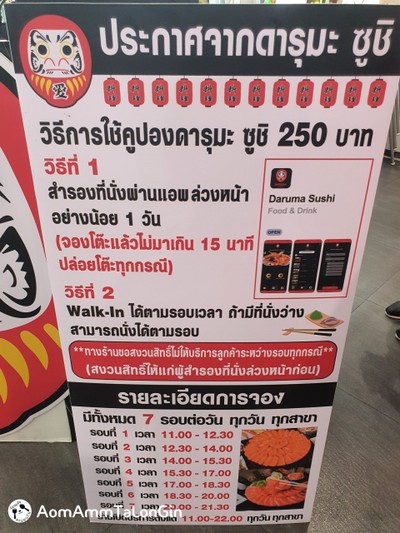 ประกาศจากดารุมะ ซูชิ
วิธีการใช้คูปองดารุมะ ซูชิ 250 บาท
วิธีที่ 1
สำรองที่นั่งผ่านแอพล่วงหน้า
อย่างน้อย 1 วัน
(จองโต๊ะแล้วไม่มาเกิน 15 นาที
ปล่อยโต๊ะทุกกรณี)
Daruma Sushi
Food & Drink
OPEN
วิธีที่ 2
Walk-In ได้ตามรอบเวลา ถ้ามีที่นั่งว่าง
สามารถนั่งได้ตามรอบ
**ทางร้านขอสงวนสิทธิ์ไม่ให้บริการลูกค้าระหว่างรอบทุกกรณี**
(สงวนสิทธิ์ให้แก่ผู้สำรองที่นั่งล่วงหน้าก่อน)
รายละเอียดการจอง
มีทั้งหมด 7 รอบต่อวัน ทุกวัน ทุกสาขา
รอบที่ 1 เวลา 11.00 - 12.30
รอบที่ 2 เวลา 12.30 - 14.00
รอบที่ 3 เวลา 14.00 - 15.30
รอบที่ 4 เวลา 15.30 - 17.00
รอบที่ 5 เวลา 17.00 - 18.30
รอบที่ 6 เวลา 18.30 - 20.00
20.00 - 21.30
11.00-22.00 ทุกวัน ทุกสาขา
AomAmmTaLonGin